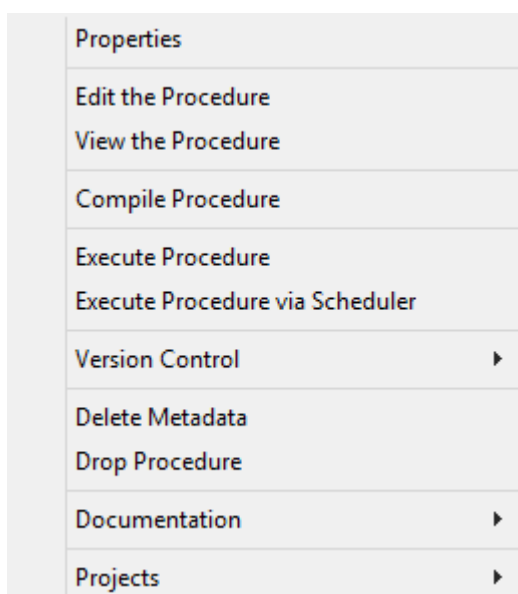 Properties
Edit the Procedure
View the Procedure
Compile Procedure
Execute Procedure
Execute Procedure via Scheduler
Version Control
Delete Metadata
Drop Procedure
Documentation
Projects